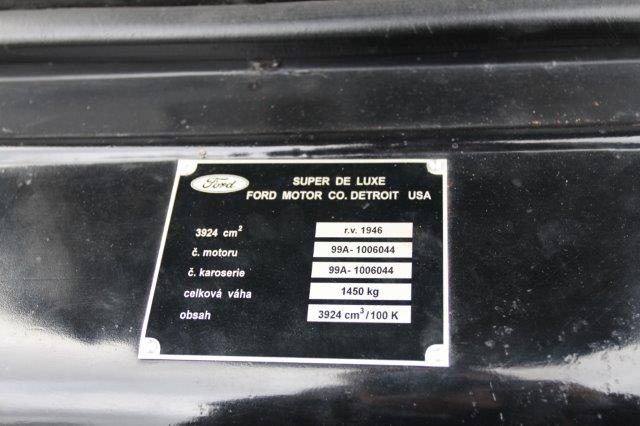 Ford
SUPER DE LUXE
FORD MOTOR CO. DETROIT USA
3924 cm² r.v. 1946
č. motoru 99A- 1006044
č. karoserie 99A- 1006044
celková váha 1450 kg
obsah 3924 cm³/100 K